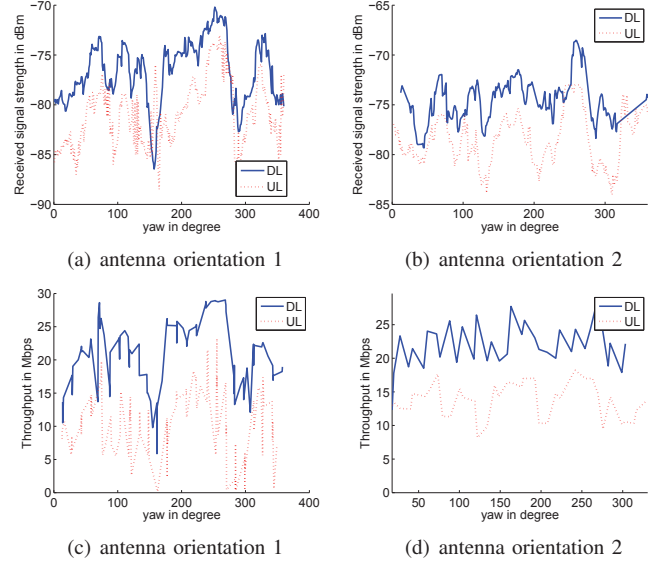 Received signal strength in dBm
−70
−75
−80
−85
−90
0
100
200
300
400
yaw in degree
DL
UL
(a) antenna orientation 1
Received signal strength in dBm
−65
−70
−75
−80
−85
0
100
200
300
yaw in degree
DL
UL
(b) antenna orientation 2
Throughput in Mbps
30
25
20
15
10
5
0
0
100
200
300
400
yaw in degree
DL
UL
(c) antenna orientation 1
Throughput in Mbps
25
20
15
10
5
0
50
100
150
200
250
300
yaw in degree
DL
UL
(d) antenna orientation 2